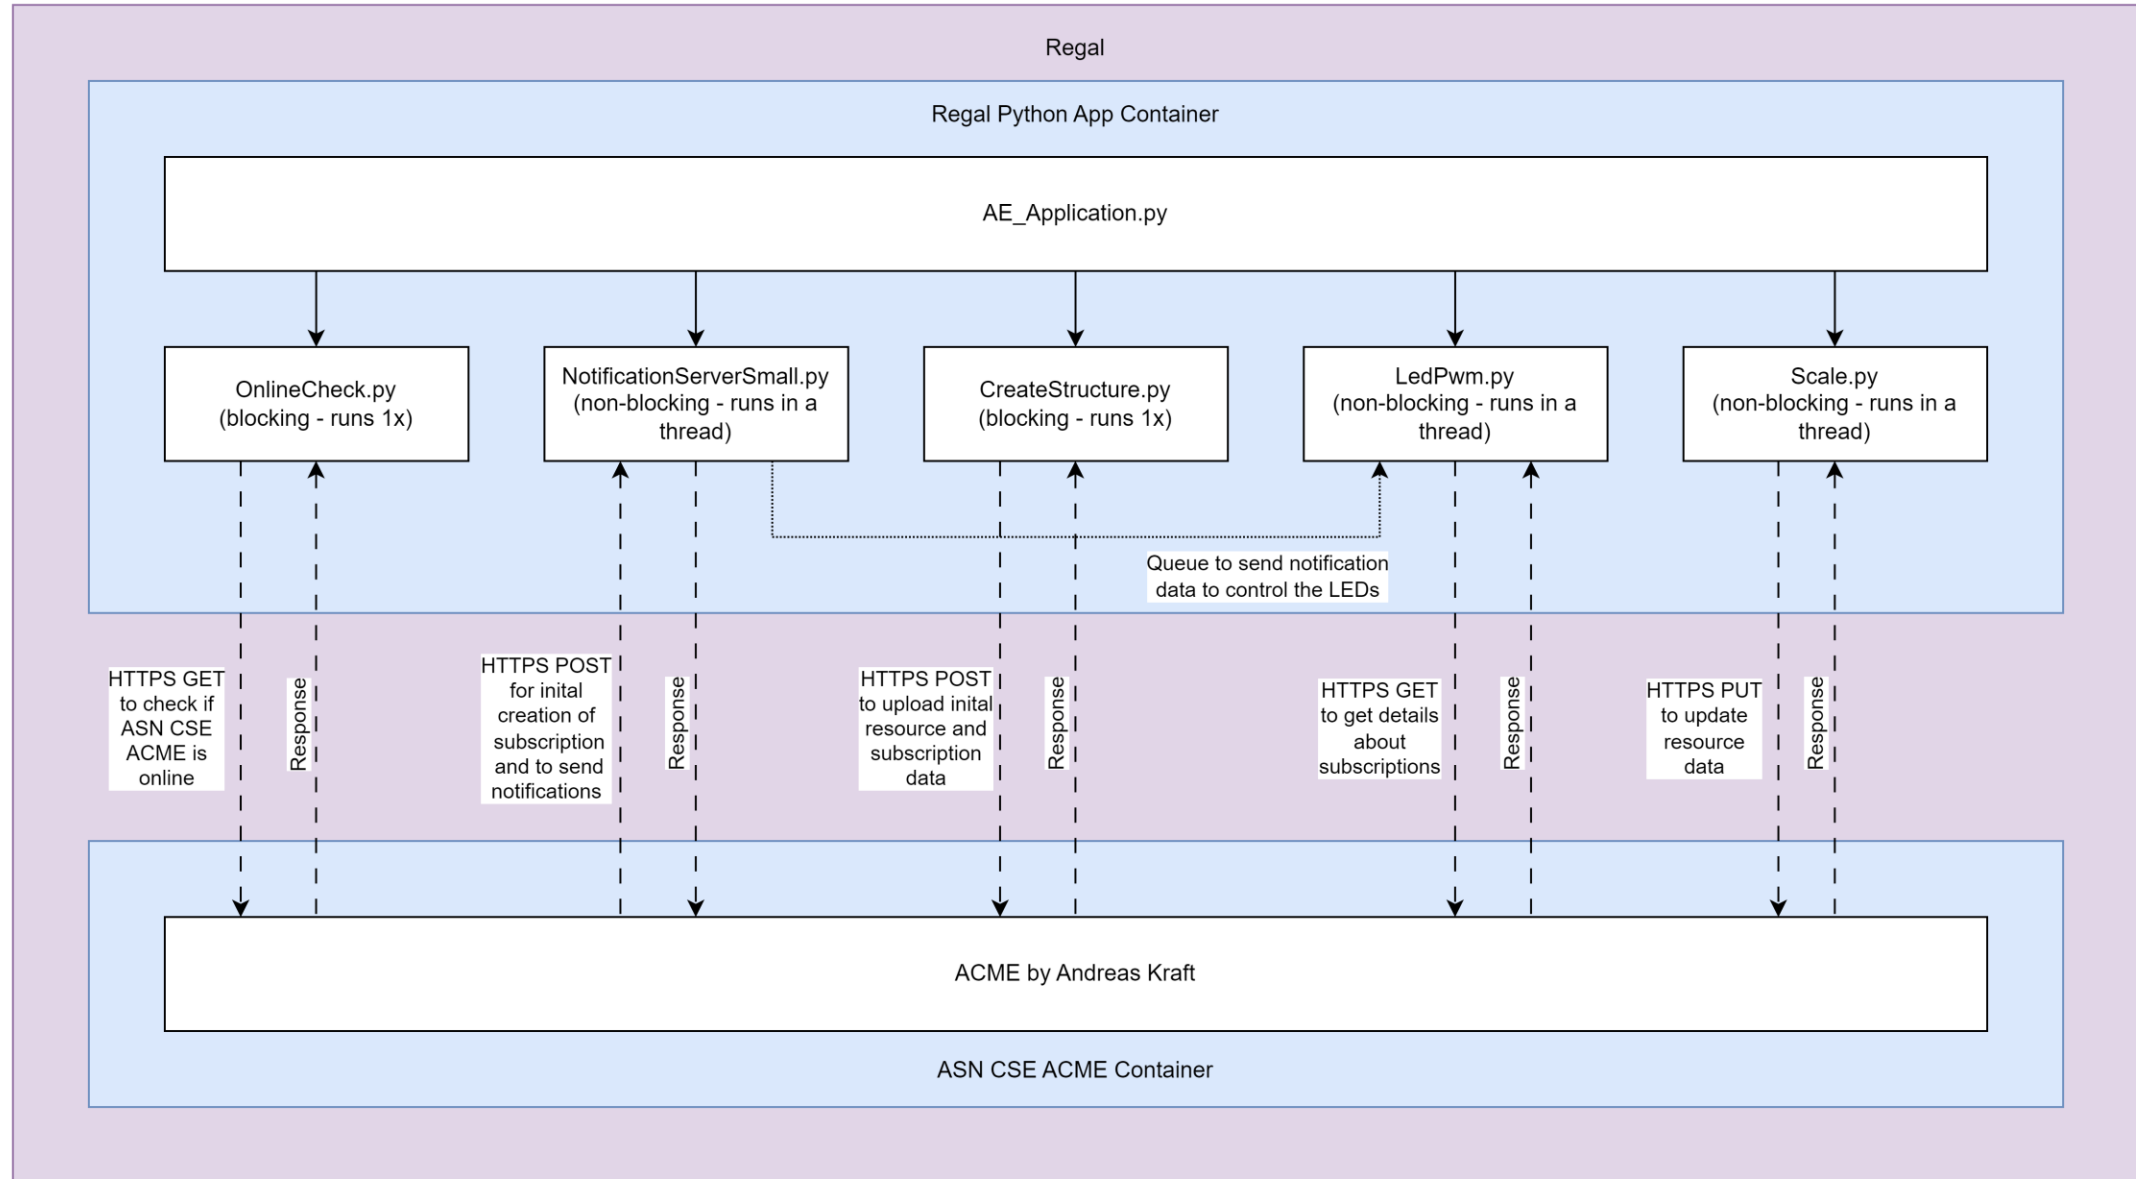 Regal
Regal Python App Container
AE_Application.py
OnlineCheck.py
(blocking - runs 1x)
NotificationServerSmall.py
(non-blocking - runs in a
thread)
CreateStructure.py
(blocking - runs 1x)
LedPwm.py
(non-blocking - runs in a
thread)
Scale.py
(non-blocking - runs in a
thread)
Queue to send notification
data to control the LEDs
HTTPS GET
to check if
ASN CSE
ACME is
online
Response
HTTPS POST
for inital
creation of
subscription
and to send
notifications
Response
HTTPS POST
to upload inital
resource and
subscription
data
Response
HTTPS GET
to get details
about
subscriptions
Response
HTTPS PUT
to update
resource
data
Response
ACME by Andreas Kraft
ASN CSE ACME Container